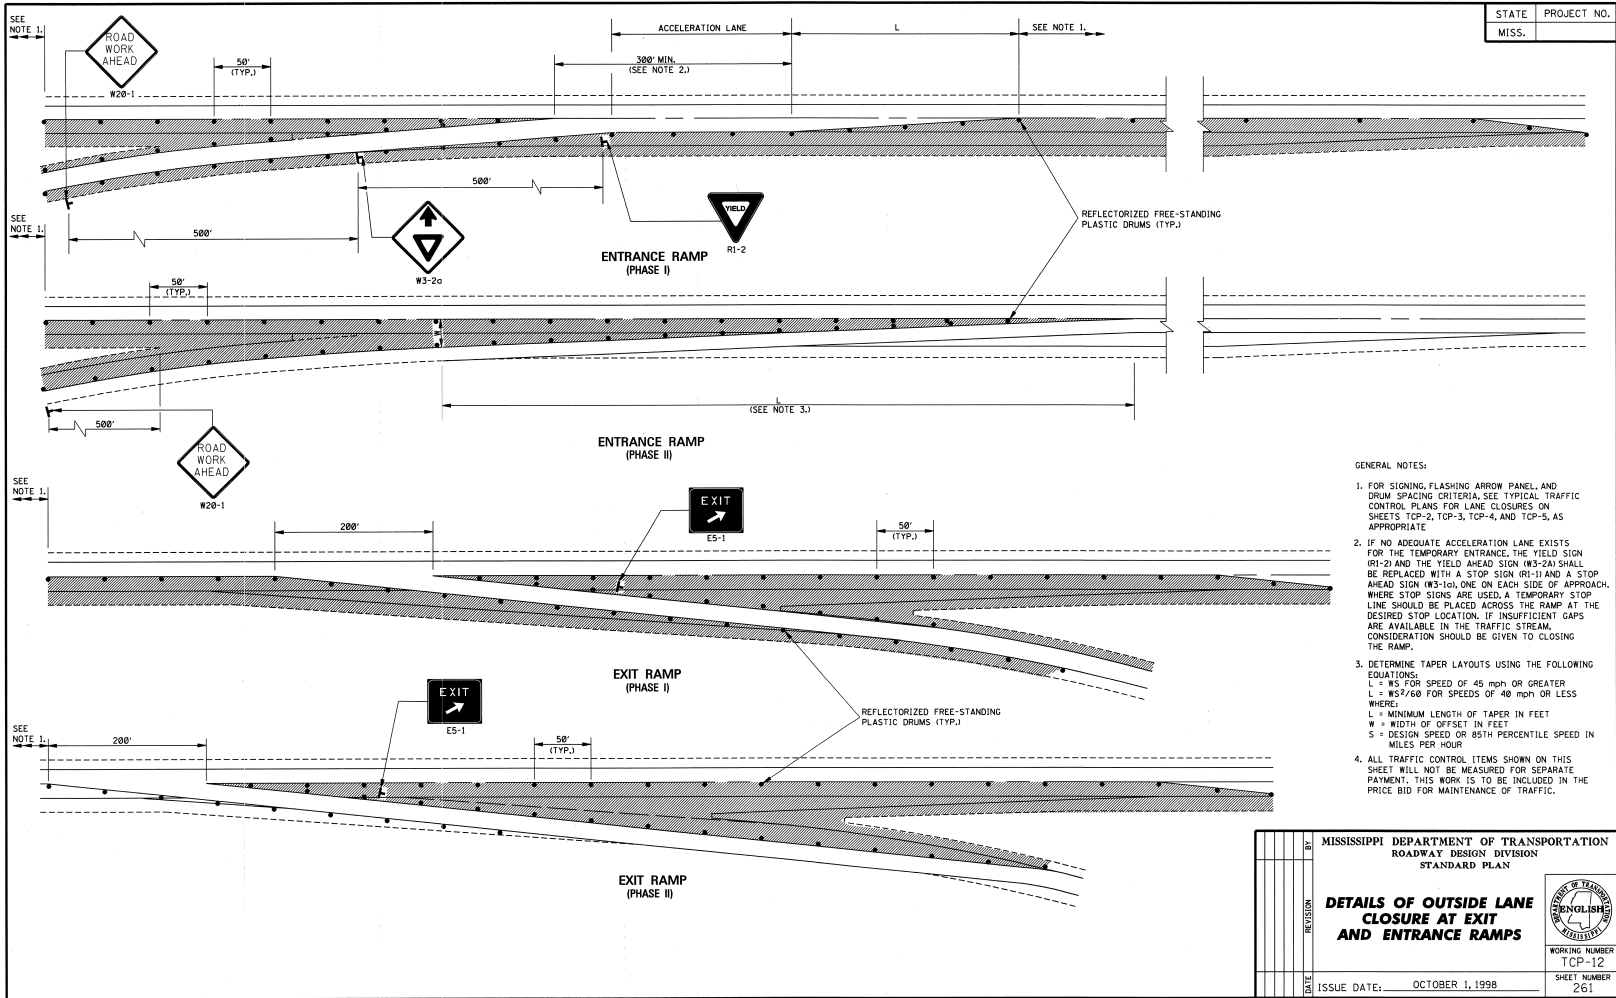 STATE
PROJECT NO.
MISS.
SEE
NOTE 1.
ROAD
WORK
AHEAD
W20-1
50'
(TYP.)
ACCELERATION LANE
L
SEE NOTE 1.
300' MIN.
(SEE NOTE 2.)
500'
YIELD
R1-2
REFLECTORIZED FREE-STANDING
PLASTIC DRUMS (TYP.)
SEE
NOTE 1.
500'
W3-2a
ENTRANCE RAMP
(PHASE I)
50'
(TYP.)
W
L
(SEE NOTE 3.)
500'
ROAD
WORK
AHEAD
W20-1
ENTRANCE RAMP
(PHASE II)
SEE
NOTE 1.
200'
EXIT
E5-1
50'
(TYP.)
EXIT RAMP
(PHASE I)
REFLECTORIZED FREE-STANDING
PLASTIC DRUMS (TYP.)
SEE
NOTE 1.
200'
EXIT
E5-1
50'
(TYP.)
EXIT RAMP
(PHASE II)
GENERAL NOTES:
1. FOR SIGNING, FLASHING ARROW PANEL, AND
DRUM SPACING CRITERIA, SEE TYPICAL TRAFFIC
CONTROL PLANS FOR LANE CLOSURES ON
SHEETS TCP-2, TCP-3, TCP-4, AND TCP-5, AS
APPROPRIATE
2. IF NO ADEQUATE ACCELERATION LANE EXISTS
FOR THE TEMPORARY ENTRANCE, THE YIELD SIGN
(R1-2) AND THE YIELD AHEAD SIGN (W3-2A) SHALL
BE REPLACED WITH A STOP SIGN (R1-1) AND A STOP
AHEAD SIGN (W3-1a), ONE ON EACH SIDE OF APPROACH.
WHERE STOP SIGNS ARE USED, A TEMPORARY STOP
LINE SHOULD BE PLACED ACROSS THE RAMP AT THE
DESIRED STOP LOCATION. IF INSUFFICIENT GAPS
ARE AVAILABLE IN THE TRAFFIC STREAM,
CONSIDERATION SHOULD BE GIVEN TO CLOSING
THE RAMP.
3. DETERMINE TAPER LAYOUTS USING THE FOLLOWING
EQUATIONS:
L = WS FOR SPEED OF 45 mph OR GREATER
L = WS²/60 FOR SPEEDS OF 40 mph OR LESS
WHERE:
L = MINIMUM LENGTH OF TAPER IN FEET
W = WIDTH OF OFFSET IN FEET
S = DESIGN SPEED OR 85TH PERCENTILE SPEED IN
MILES PER HOUR
4. ALL TRAFFIC CONTROL ITEMS SHOWN ON THIS
SHEET WILL NOT BE MEASURED FOR SEPARATE
PAYMENT. THIS WORK IS TO BE INCLUDED IN THE
PRICE BID FOR MAINTENANCE OF TRAFFIC.
BY
REVISION
DATE
MISSISSIPPI DEPARTMENT OF TRANSPORTATION
ROADWAY DESIGN DIVISION
STANDARD PLAN
DETAILS OF OUTSIDE LANE
CLOSURE AT EXIT
AND ENTRANCE RAMPS
DEPARTMENT OF TRANSPORTATION
ENGLISH
MISSISSIPPI
WORKING NUMBER
TCP-12
ISSUE DATE: OCTOBER 1, 1998
SHEET NUMBER
261